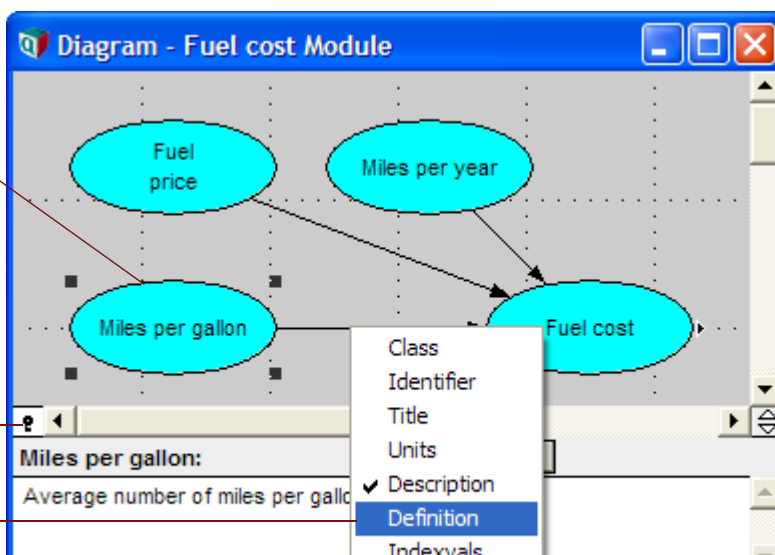 Diagram - Fuel cost Module
Fuel
price
Miles per year
Miles per gallon
Fuel cost
Class
Identifier
Title
Units
Description
Definition
Indexvals
Miles per gallon:
Average number of miles per